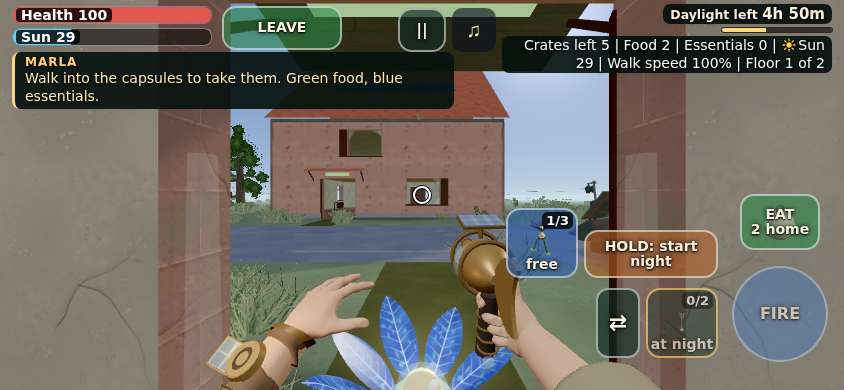 Health 100
Sun 29
LEAVE
Daylight left 4h 50m
Crates left 5 | Food 2 | Essentials 0 | ☀Sun
29 | Walk speed 100% | Floor 1 of 2
MARLA
Walk into the capsules to take them. Green food, blue
essentials.
1/3
free
HOLD: start
night
EAT
2 home
0/2
at night
FIRE